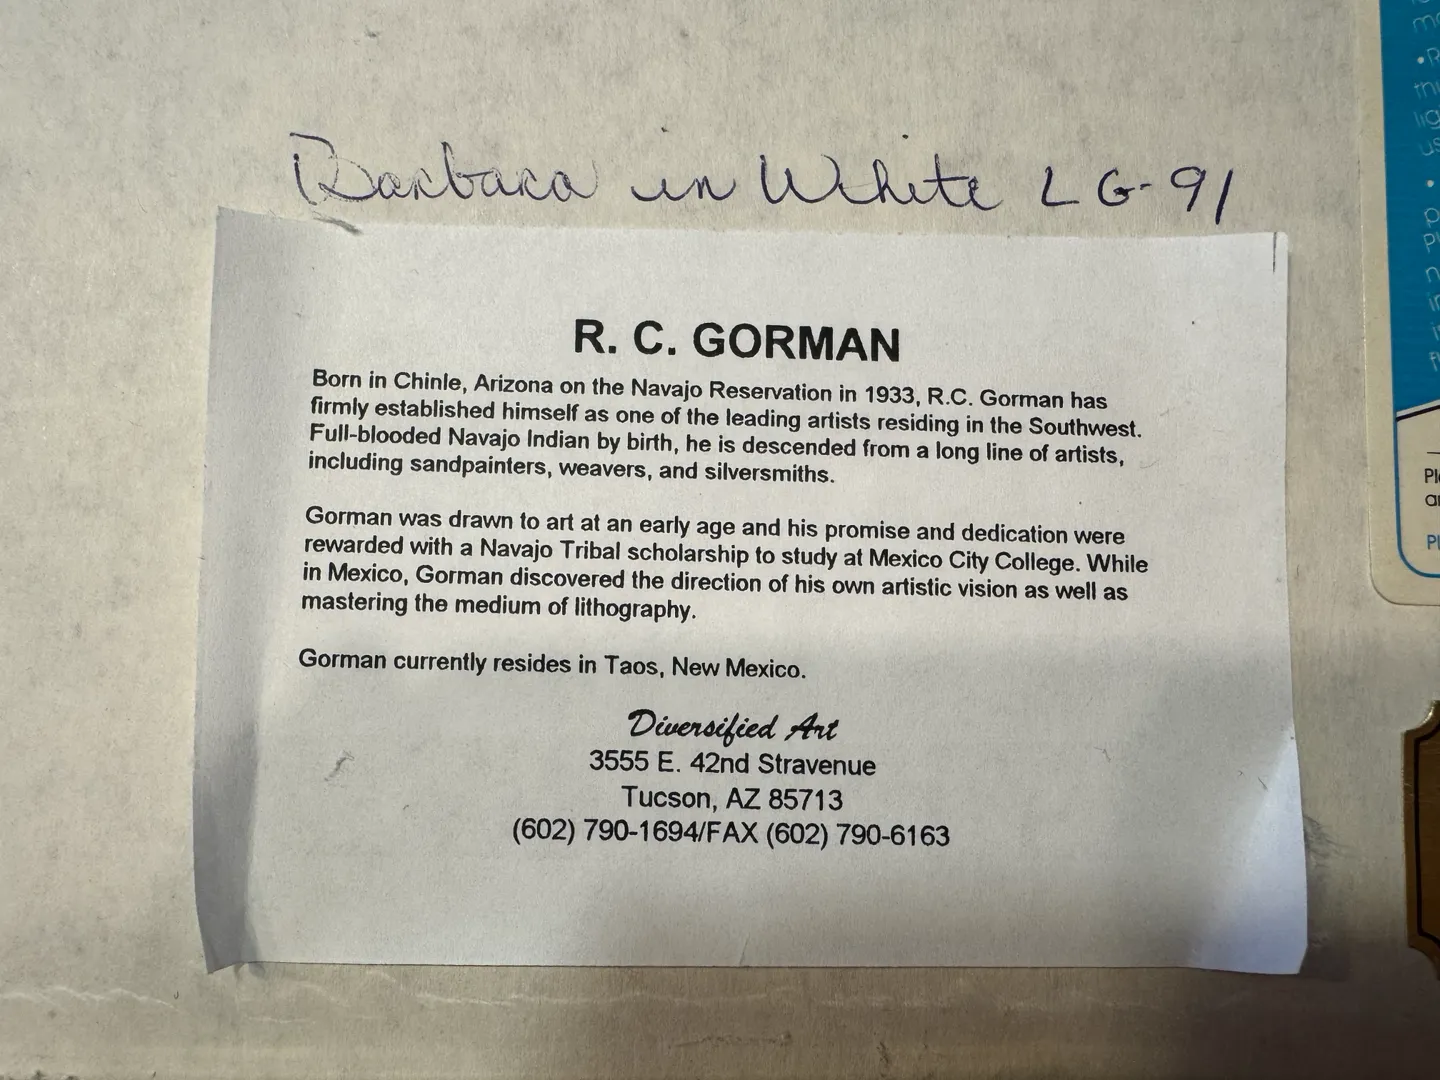 Barbara in White LG-91
R. C. GORMAN
Born in Chinle, Arizona on the Navajo Reservation in 1933, R.C. Gorman has
firmly established himself as one of the leading artists residing in the Southwest.
Full-blooded Navajo Indian by birth, he is descended from a long line of artists,
including sandpainters, weavers, and silversmiths.
Gorman was drawn to art at an early age and his promise and dedication were
rewarded with a Navajo Tribal scholarship to study at Mexico City College. While
in Mexico, Gorman discovered the direction of his own artistic vision as well as
mastering the medium of lithography.
Gorman currently resides in Taos, New Mexico.
Diversified Art
3555 E. 42nd Stravenue
Tucson, AZ 85713
(602) 790-1694/FAX (602) 790-6163